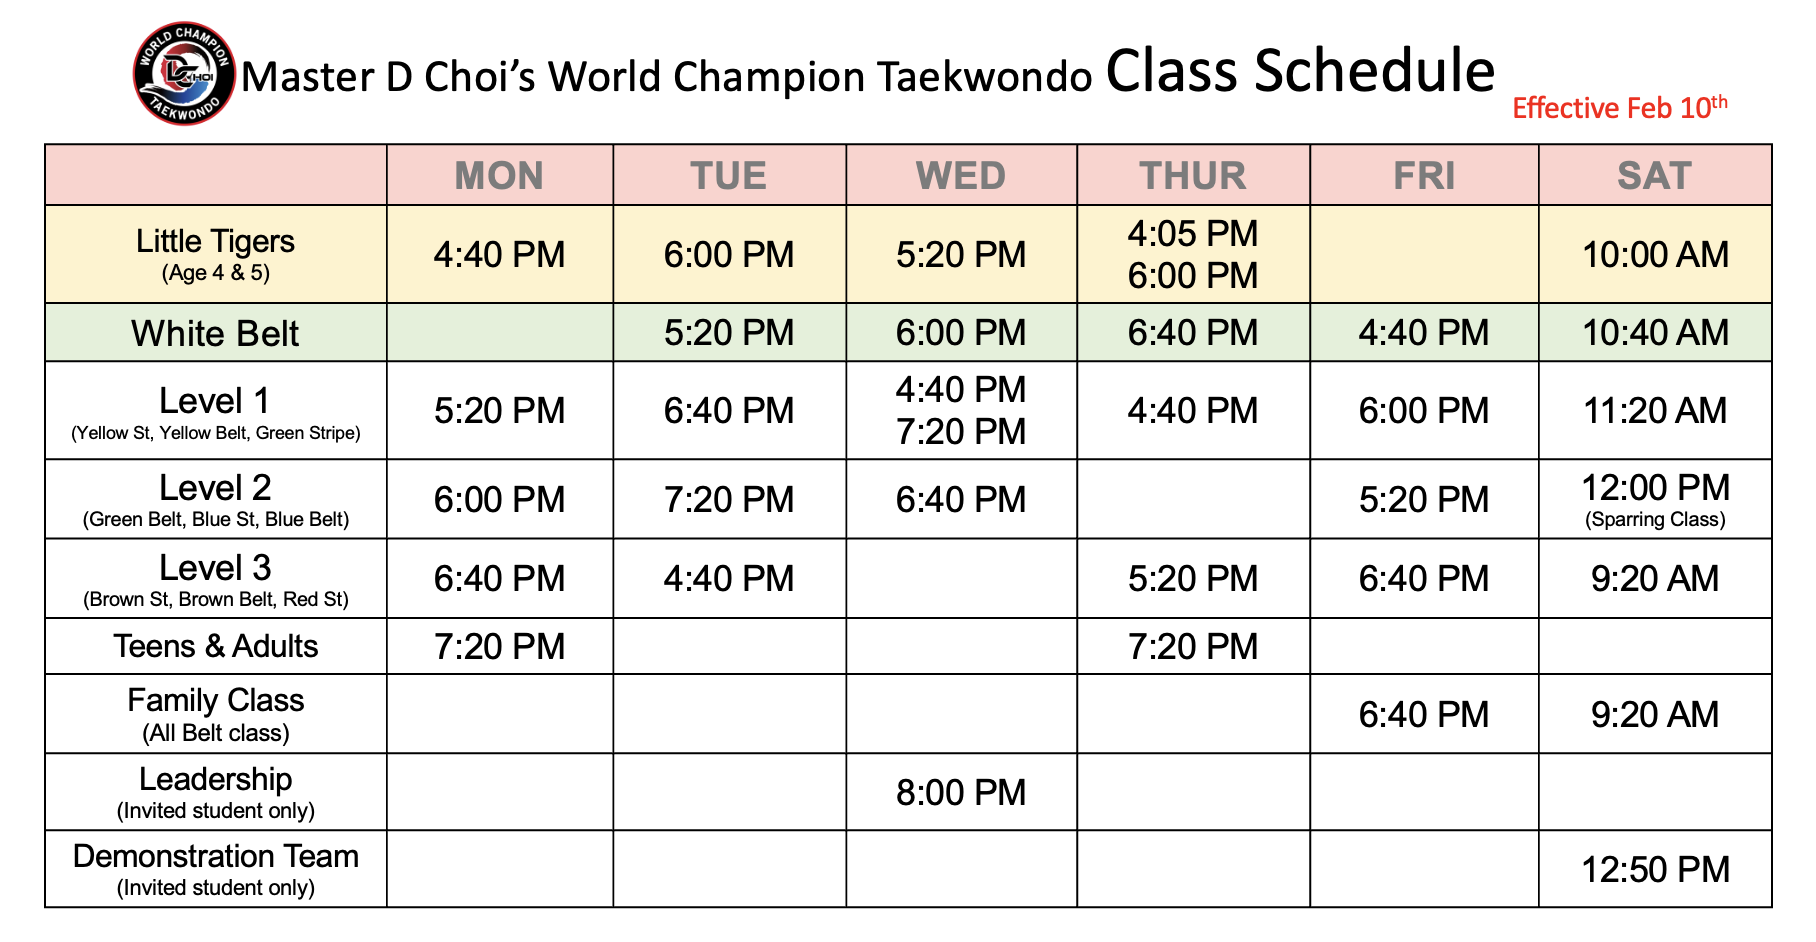 WORLD CHAMPION
D CHOI
TAEKWONDO
Master D Choi’s World Champion Taekwondo Class Schedule
Effective Feb 10th
MON TUE WED THUR FRI SAT
Little Tigers
(Age 4 & 5)
4:40 PM 6:00 PM 5:20 PM 4:05 PM
6:00 PM
10:00 AM
White Belt 5:20 PM 6:00 PM 6:40 PM 4:40 PM 10:40 AM
Level 1
(Yellow St, Yellow Belt, Green Stripe)
5:20 PM 6:40 PM 4:40 PM
7:20 PM
4:40 PM 6:00 PM 11:20 AM
Level 2
(Green Belt, Blue St, Blue Belt)
6:00 PM 7:20 PM 6:40 PM 5:20 PM 12:00 PM
(Sparring Class)
Level 3
(Brown St, Brown Belt, Red St)
6:40 PM 4:40 PM 5:20 PM 6:40 PM 9:20 AM
Teens & Adults 7:20 PM 7:20 PM
Family Class
(All Belt class)
6:40 PM 9:20 AM
Leadership
(Invited student only)
8:00 PM
Demonstration Team
(Invited student only)
12:50 PM